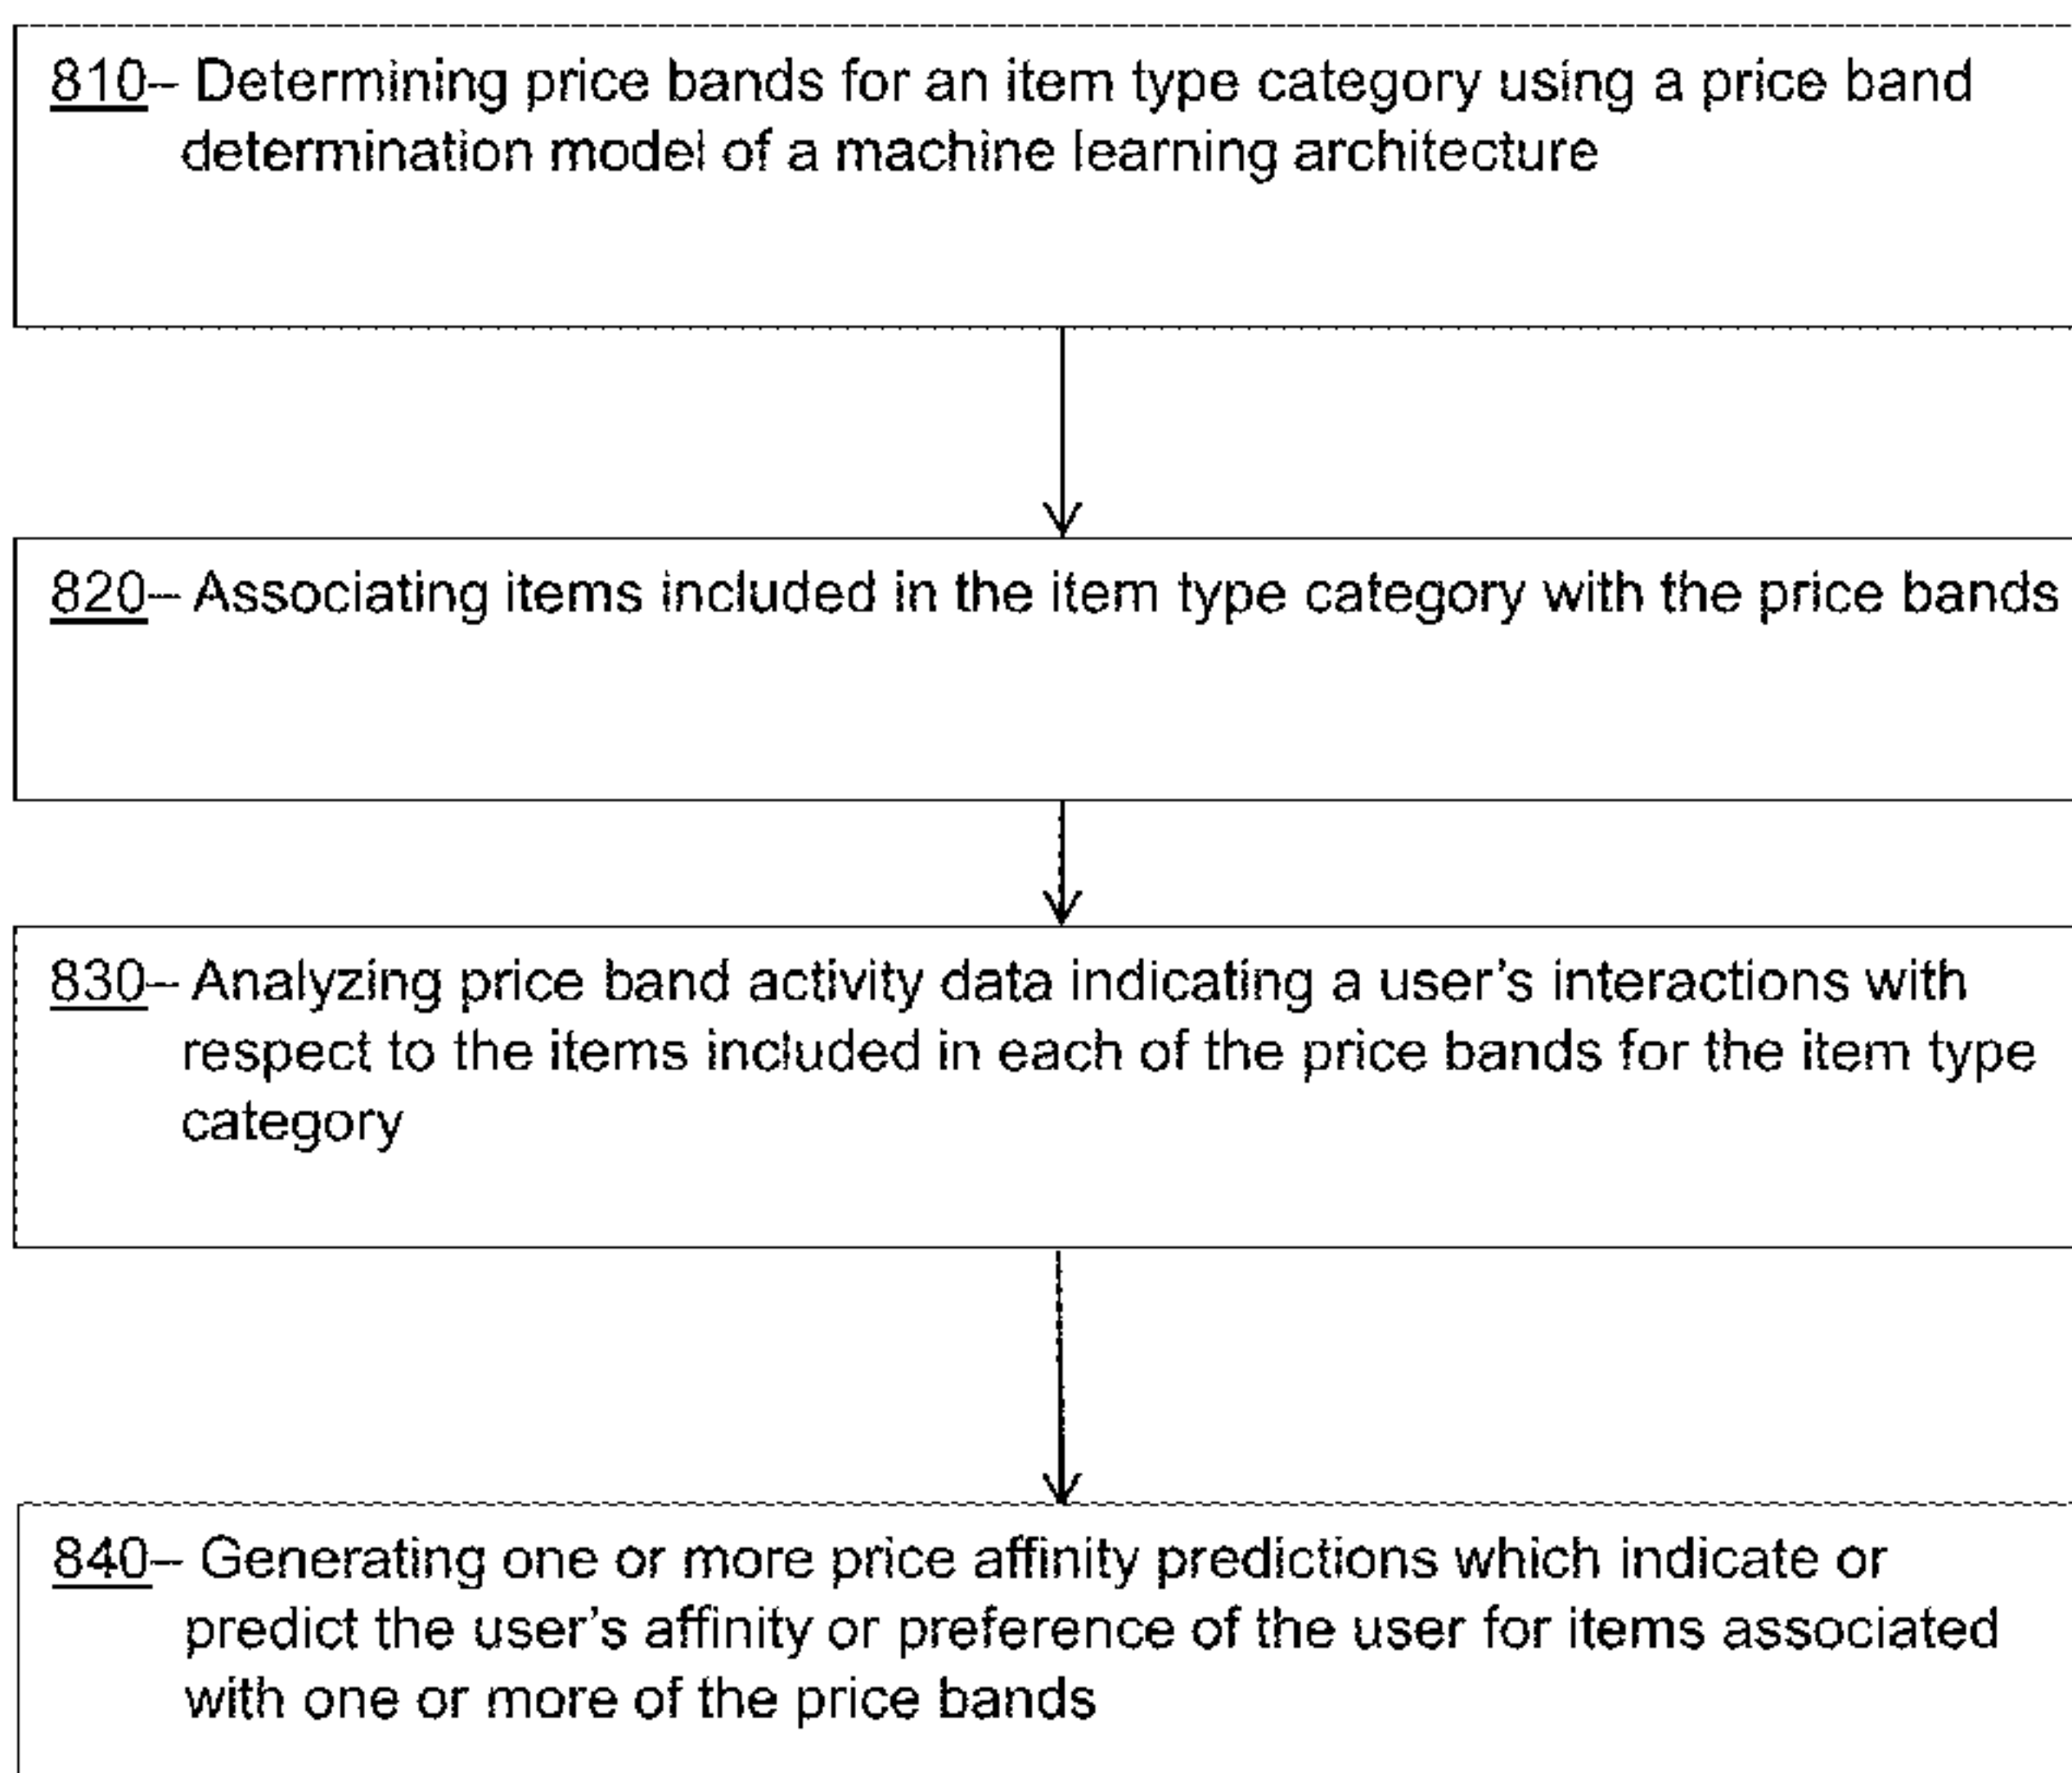 810– Determining price bands for an item type category using a price band
determination model of a machine learning architecture
820– Associating items included in the item type category with the price bands
830– Analyzing price band activity data indicating a user's interactions with
respect to the items included in each of the price bands for the item type
category
840– Generating one or more price affinity predictions which indicate or
predict the user's affinity or preference of the user for items associated
with one or more of the price bands